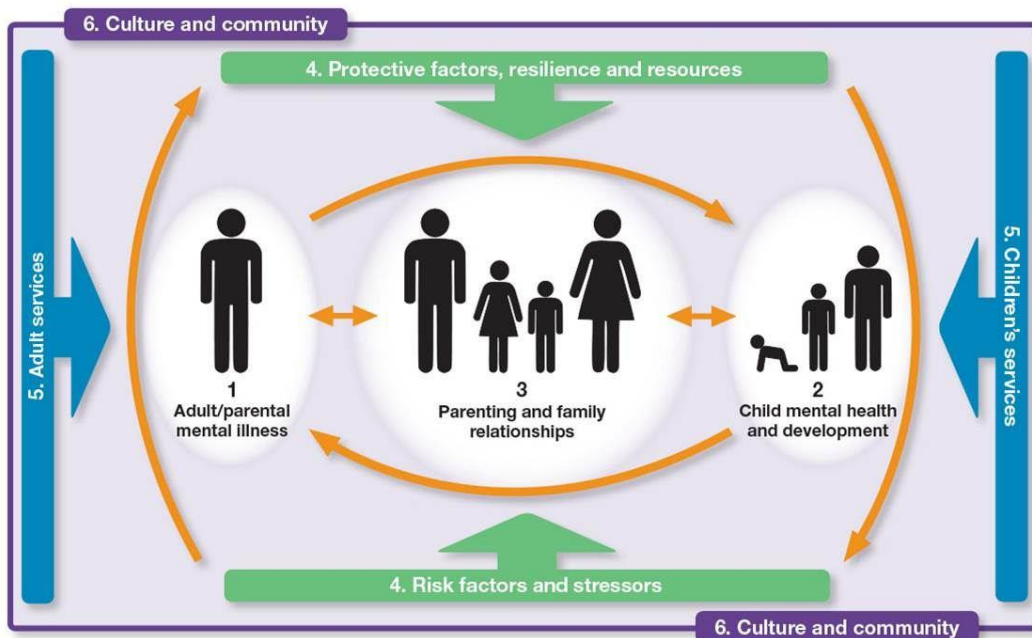 6. Culture and community
4. Protective factors, resilience and resources
5. Adult services
1
Adult/parental
mental illness
3
Parenting and family
relationships
2
Child mental health
and development
5. Children's services
4. Risk factors and stressors
6. Culture and community